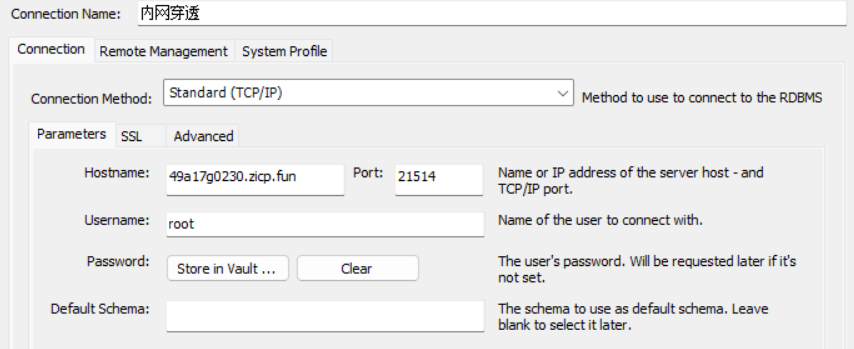 Connection Name: 内网穿透
Connection Remote Management System Profile
Connection Method: Standard (TCP/IP) Method to use to connect to the RDBMS
Parameters SSL Advanced
Hostname: 49a17g0230.zicp.fun Port: 21514 Name or IP address of the server host - and
TCP/IP port.
Username: root Name of the user to connect with.
Password: Store in Vault ... Clear The user's password. Will be requested later if it's
not set.
Default Schema: The schema to use as default schema. Leave
blank to select it later.